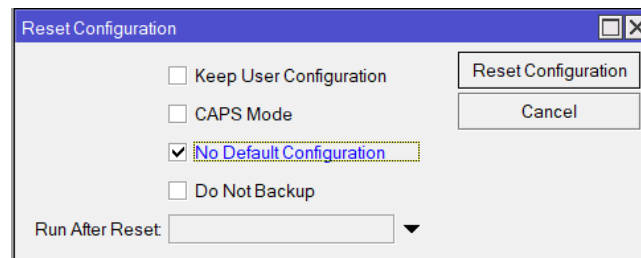 Reset Configuration
Keep User Configuration
Reset Configuration
CAPS Mode
Cancel
No Default Configuration
Do Not Backup
Run After Reset: